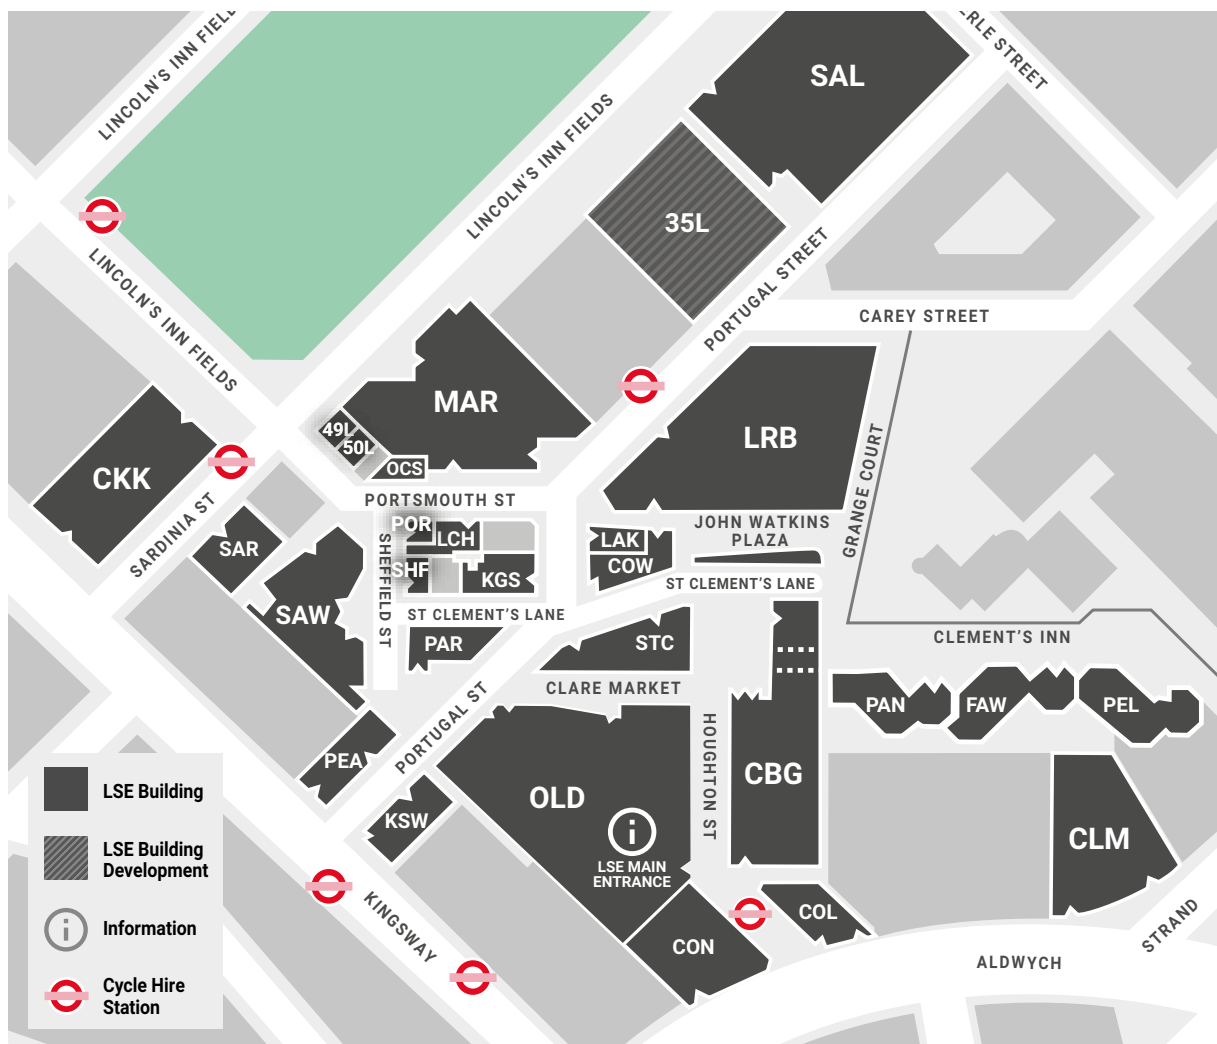 LINCOLN'S INN FIELD
ERLE STREET
SAL
LINCOLN'S INN FIELDS
35L
LINCOLN'S INN FIELDS
PORTUGAL STREET
CAREY STREET
MAR
49L
50L
OCS
LRB
CKK
GRANGE COURT
PORTSMOUTH ST
SARDINIA ST
POR
LCH
JOHN WATKINS
PLAZA
LAK
COW
SAR
SHEFFIELD ST
SHF
KGS
ST CLEMENT'S LANE
SAW
ST CLEMENT'S LANE
PAR
STC
CLEMENT'S INN
CLARE MARKET
PAN
FAW
PEL
PORTUGAL ST
HOUGHTON ST
PEA
CBG
OLD
KSW
CLM
LSE MAIN
ENTRANCE
COL
CON
KINGSWAY
STRAND
ALDWYCH
LSE Building
LSE Building
Development
Information
Cycle Hire
Station